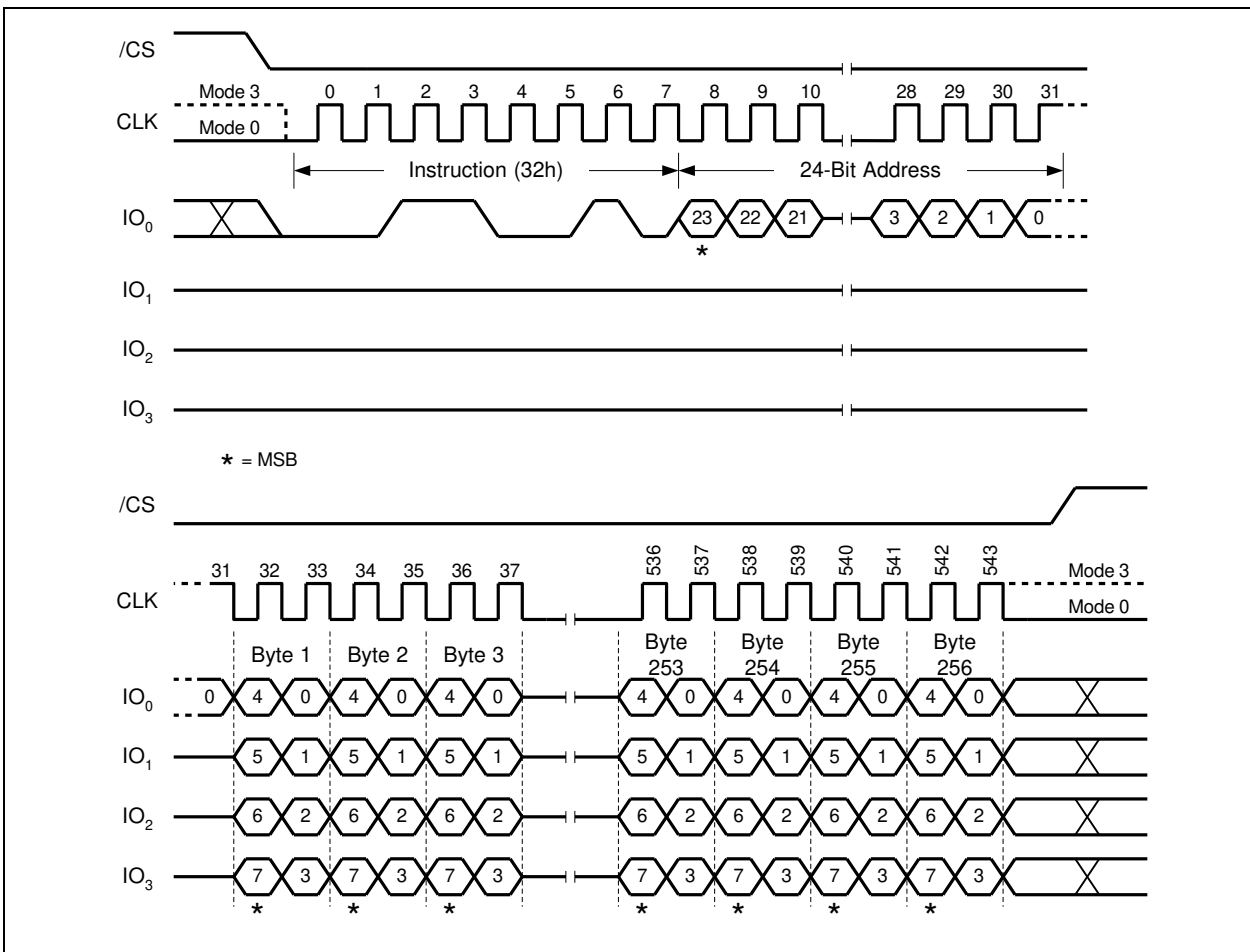 /CS
Mode 3 0 1 2 3 4 5 6 7 8 9 10 28 29 30 31
CLK
Mode 0
Instruction (32h) 24-Bit Address
IO0 23 22 21 3 2 1 0
*
IO1
IO2
IO3
* = MSB
/CS
31 32 33 34 35 36 37 536 537 538 539 540 541 542 543 Mode 3
CLK
Mode 0
Byte 1 Byte 2 Byte 3 Byte 253 Byte 254 Byte 255 Byte 256
IO0 0 4 0 4 0 4 0 4 0 4 0 4 0 4 0
IO1 5 1 5 1 5 1 5 1 5 1 5 1 5 1
IO2 6 2 6 2 6 2 6 2 6 2 6 2 6 2
IO3 7 3 7 3 7 3 7 3 7 3 7 3 7 3
* * * * * * *